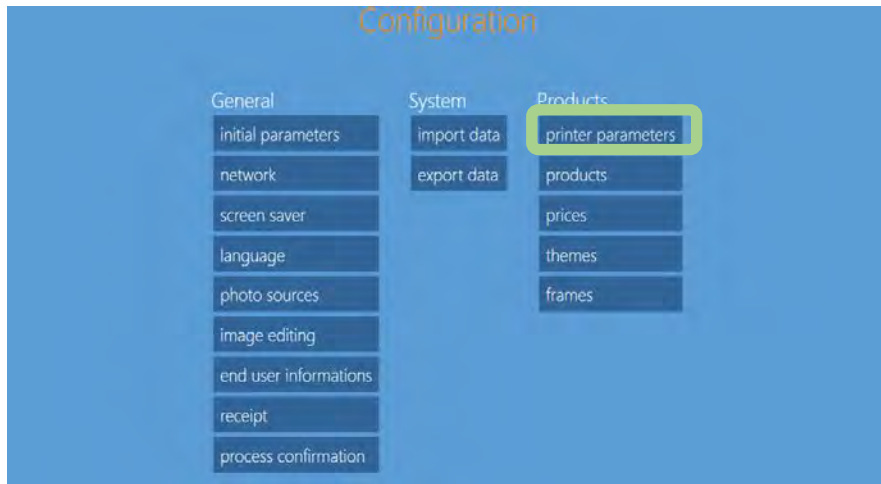 Configuration
General
initial parameters
network
screen saver
language
photo sources
image editing
end user informations
receipt
process confirmation
System
import data
export data
Products
printer parameters
products
prices
themes
frames